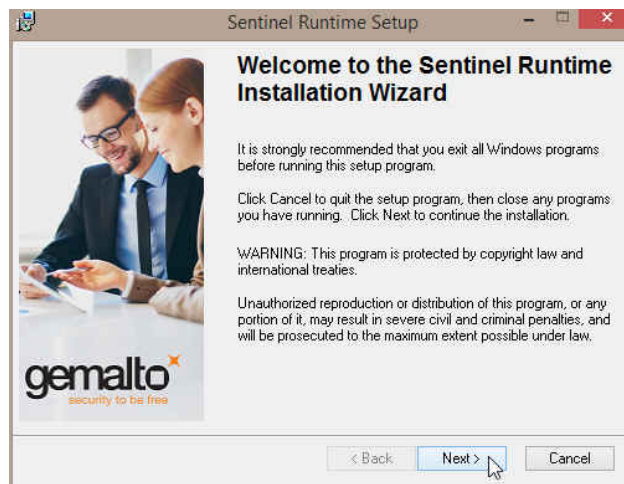 Sentinel Runtime Setup
Welcome to the Sentinel Runtime
Installation Wizard
It is strongly recommended that you exit all Windows programs
before running this setup program.
Click Cancel to quit the setup program, then close any programs
you have running. Click Next to continue the installation.
WARNING: This program is protected by copyright law and
international treaties.
Unauthorized reproduction or distribution of this program, or any
portion of it, may result in severe civil and criminal penalties, and
will be prosecuted to the maximum extent possible under law.
gemalto
security to be free
< Back
Next >
Cancel